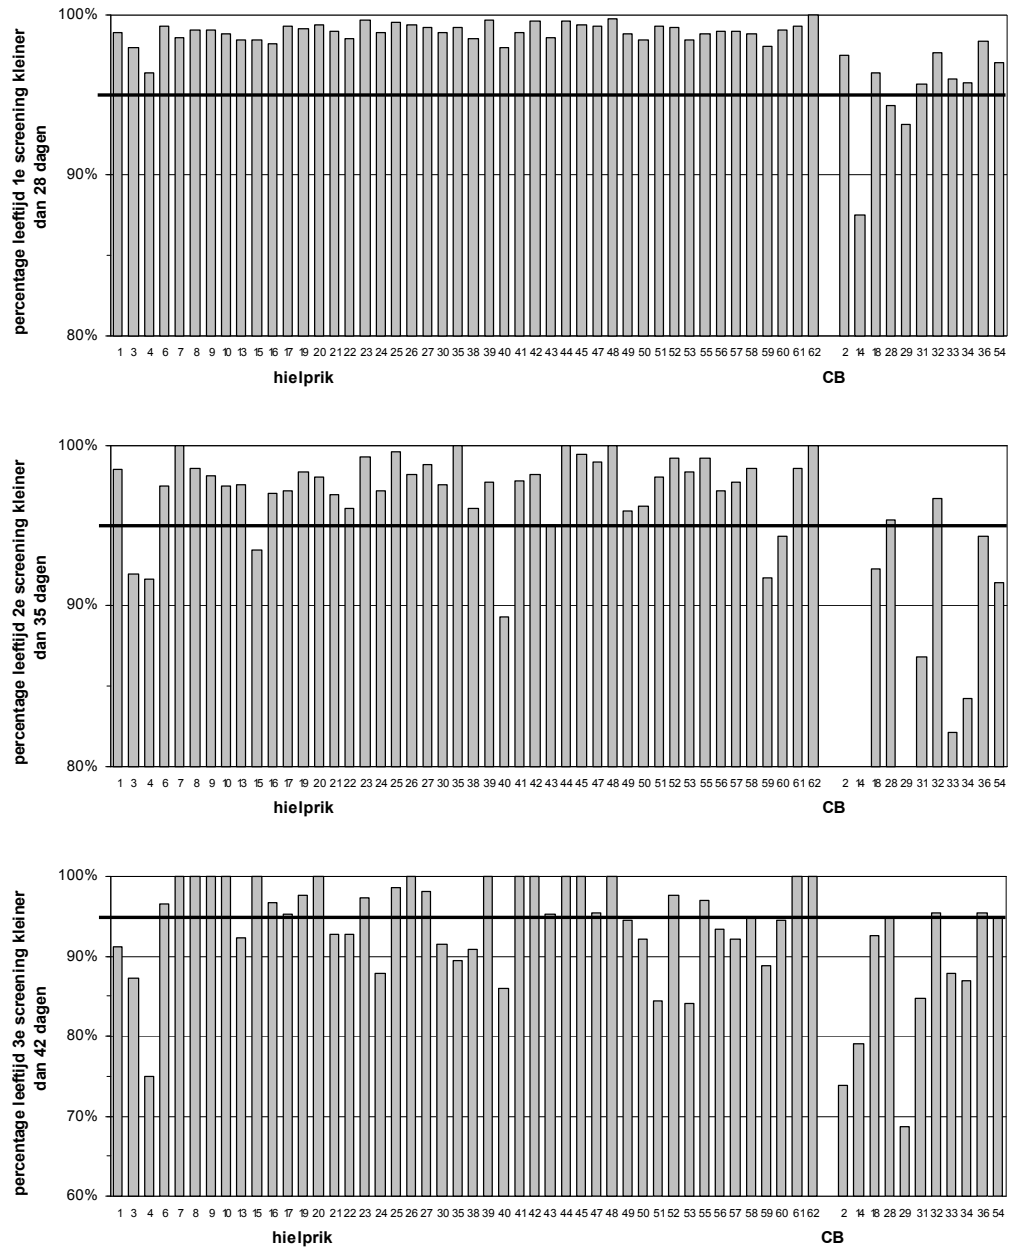 percentage leeftijd 1e screening kleiner
dan 28 dagen
100%
90%
80%
1 3 4 6 7 8 9 10 13 15 16 17 19 20 21 22 23 24 25 26 27 30 35 38 39 40 41 42 43 44 45 47 48 49 50 51 52 53 55 56 57 58 59 60 61 62 2 14 18 28 29 31 32 33 34 36 54
hielprik CB
percentage leeftijd 2e screening kleiner
dan 35 dagen
100%
90%
80%
1 3 4 6 7 8 9 10 13 15 16 17 19 20 21 22 23 24 25 26 27 30 35 38 39 40 41 42 43 44 45 47 48 49 50 51 52 53 55 56 57 58 59 60 61 62 2 14 18 28 29 31 32 33 34 36 54
hielprik CB
percentage leeftijd 3e screening kleiner
dan 42 dagen
100%
90%
80%
70%
60%
1 3 4 6 7 8 9 10 13 15 16 17 19 20 21 22 23 24 25 26 27 30 35 38 39 40 41 42 43 44 45 47 48 49 50 51 52 53 55 56 57 58 59 60 61 62 2 14 18 28 29 31 32 33 34 36 54
hielprik CB